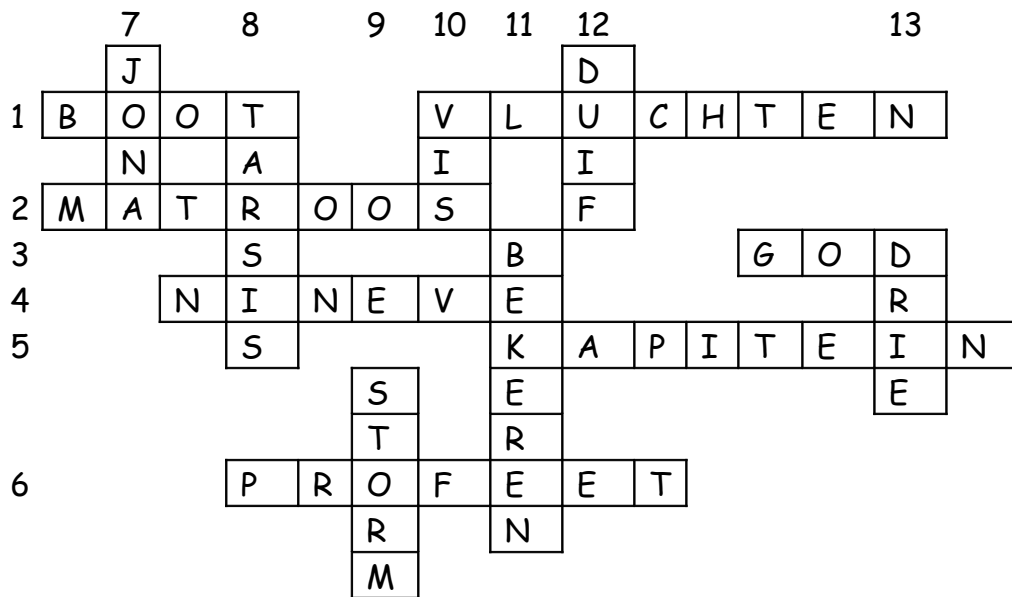 7 8 9 10 11 12 13
J D
1 B O O T V L U C H T E N
N A I I
2 M A T R O O S F
3 S B G O D
4 N I N E V E R
5 S K A P I T E I N
S E E
T R
6 P R O F E E T
R N
M